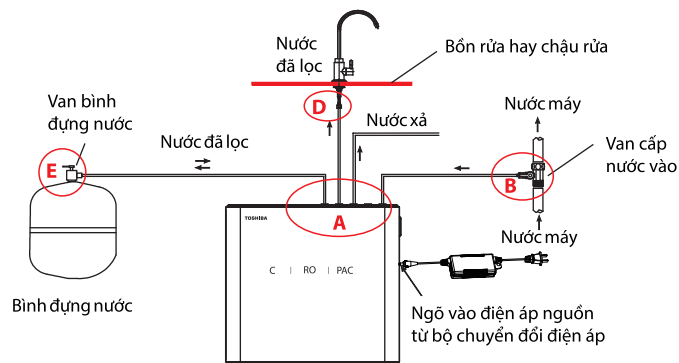 Nước
đã lọc
Bồn rửa hay chậu rửa
D
Nước xả
Nước máy
Van bình
đựng nước
Nước đã lọc
Van cấp
nước vào
E
B
A
TOSHIBA
C | RO | PAC
Nước máy
Bình đựng nước
Ngõ vào điện áp nguồn
từ bộ chuyển đổi điện áp